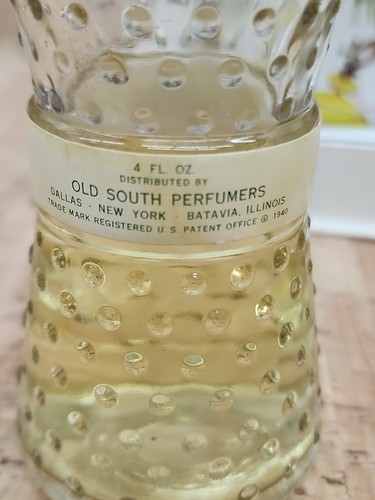 4 FL. OZ.
DISTRIBUTED BY
OLD SOUTH PERFUMERS
DALLAS · NEW YORK · BATAVIA, ILLINOIS
TRADE MARK REGISTERED U S PATENT OFFICE © 1940